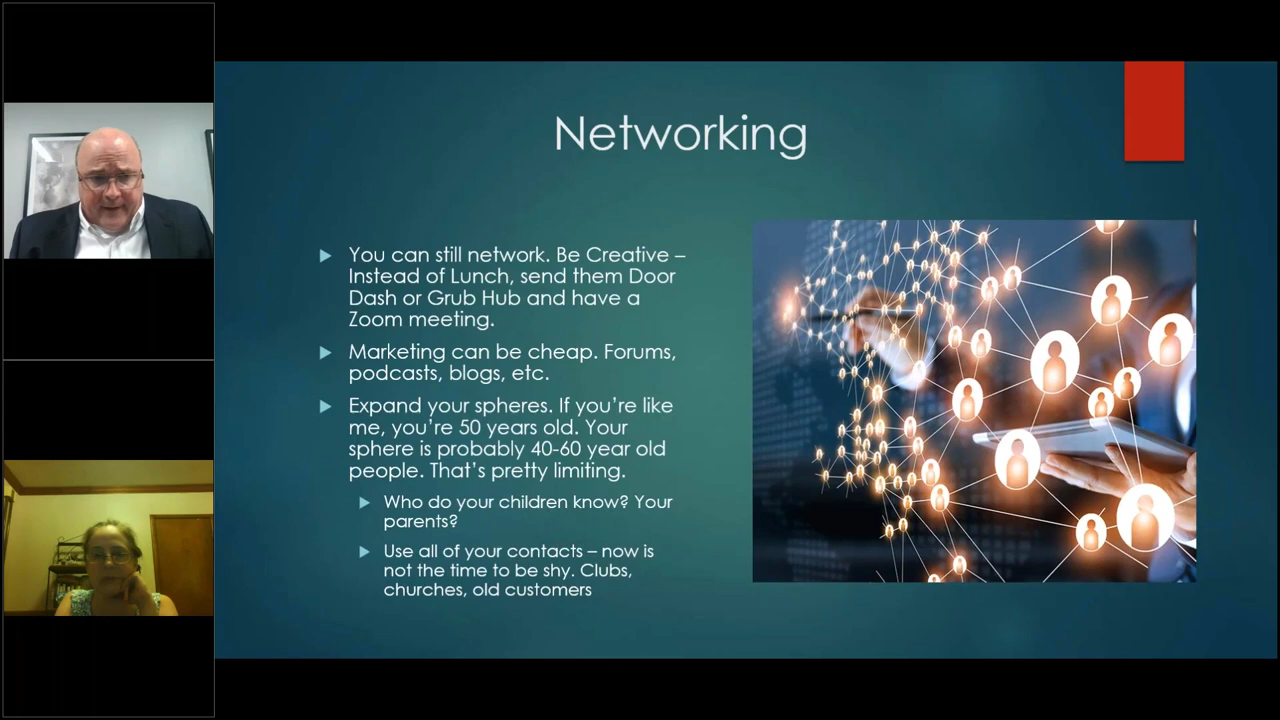 Networking
You can still network. Be Creative –
Instead of Lunch, send them Door
Dash or Grub Hub and have a
Zoom meeting.
Marketing can be cheap. Forums,
podcasts, blogs, etc.
Expand your spheres. If you’re like
me, you’re 50 years old. Your
sphere is probably 40-60 year old
people. That’s pretty limiting.
Who do your children know? Your
parents?
Use all of your contacts – now is
not the time to be shy. Clubs,
churches, old customers